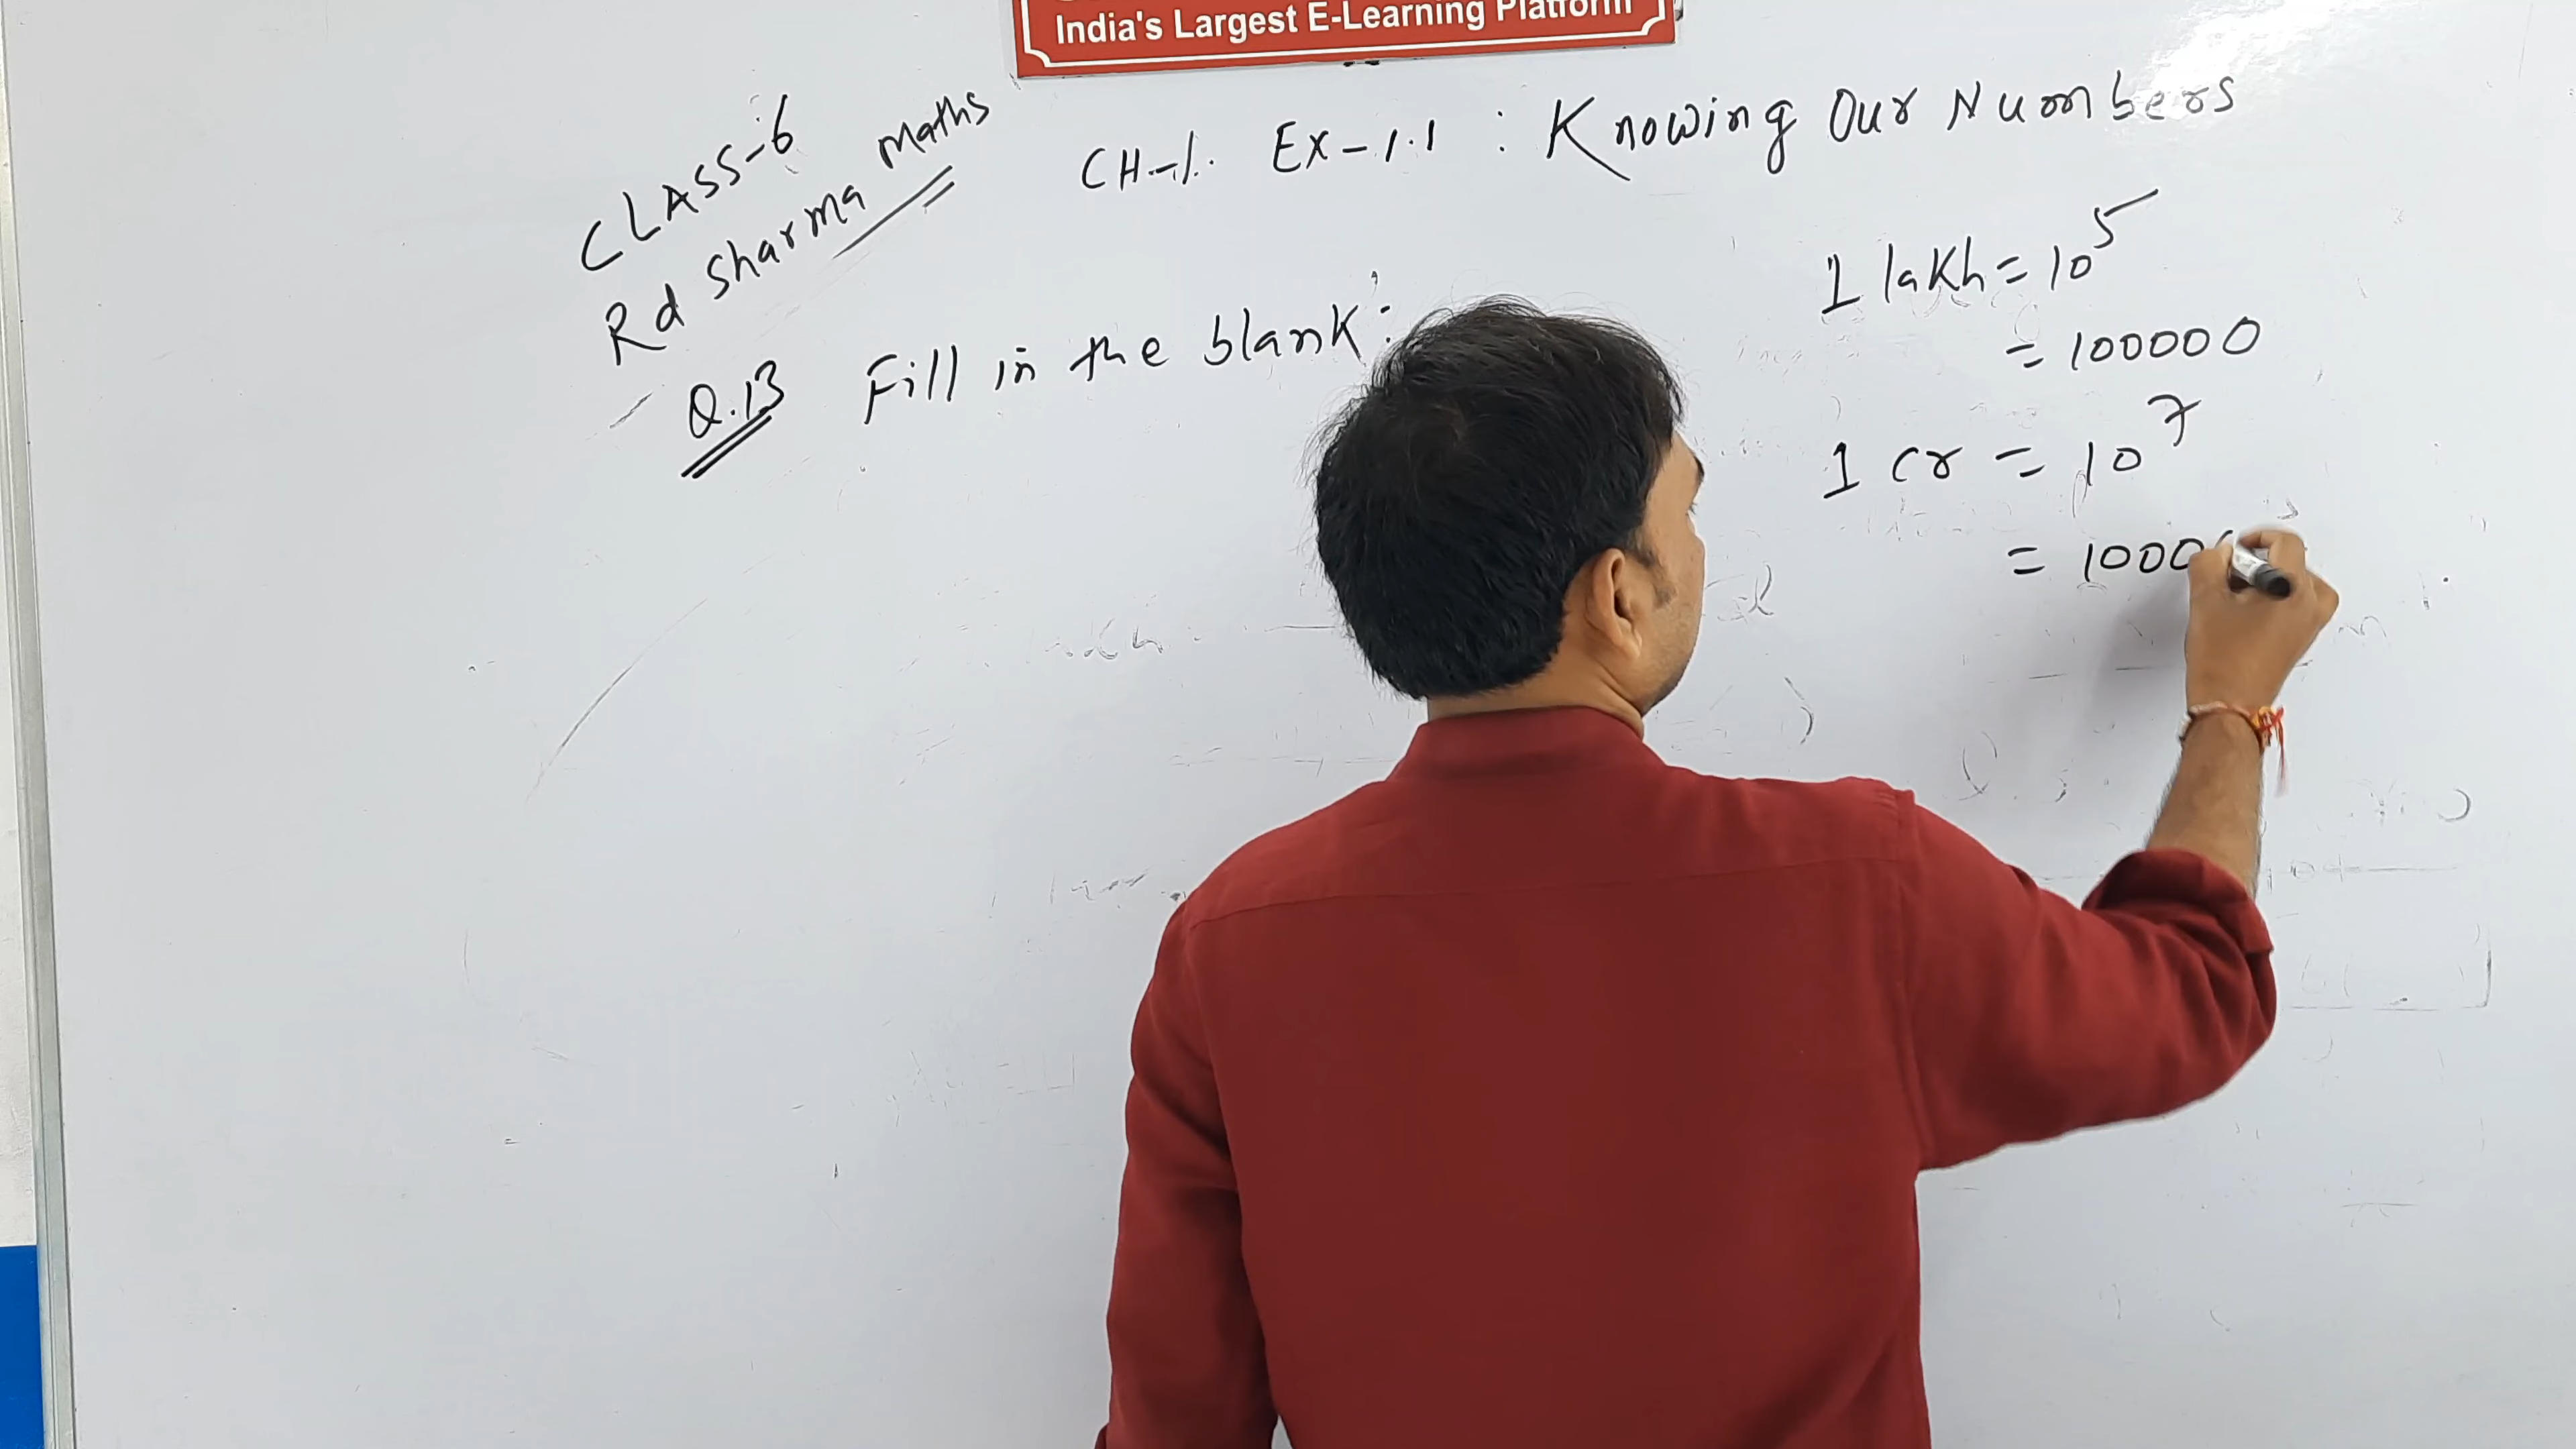 India's Largest E-Learning Platform
CLASS-6
Rd Sharma Maths
CH-1. Ex-1.1 : Knowing Our Numbers
Q.13 Fill in the blank:
1 lakh = 10^5
= 100000
1 cr = 10^7
= 1000